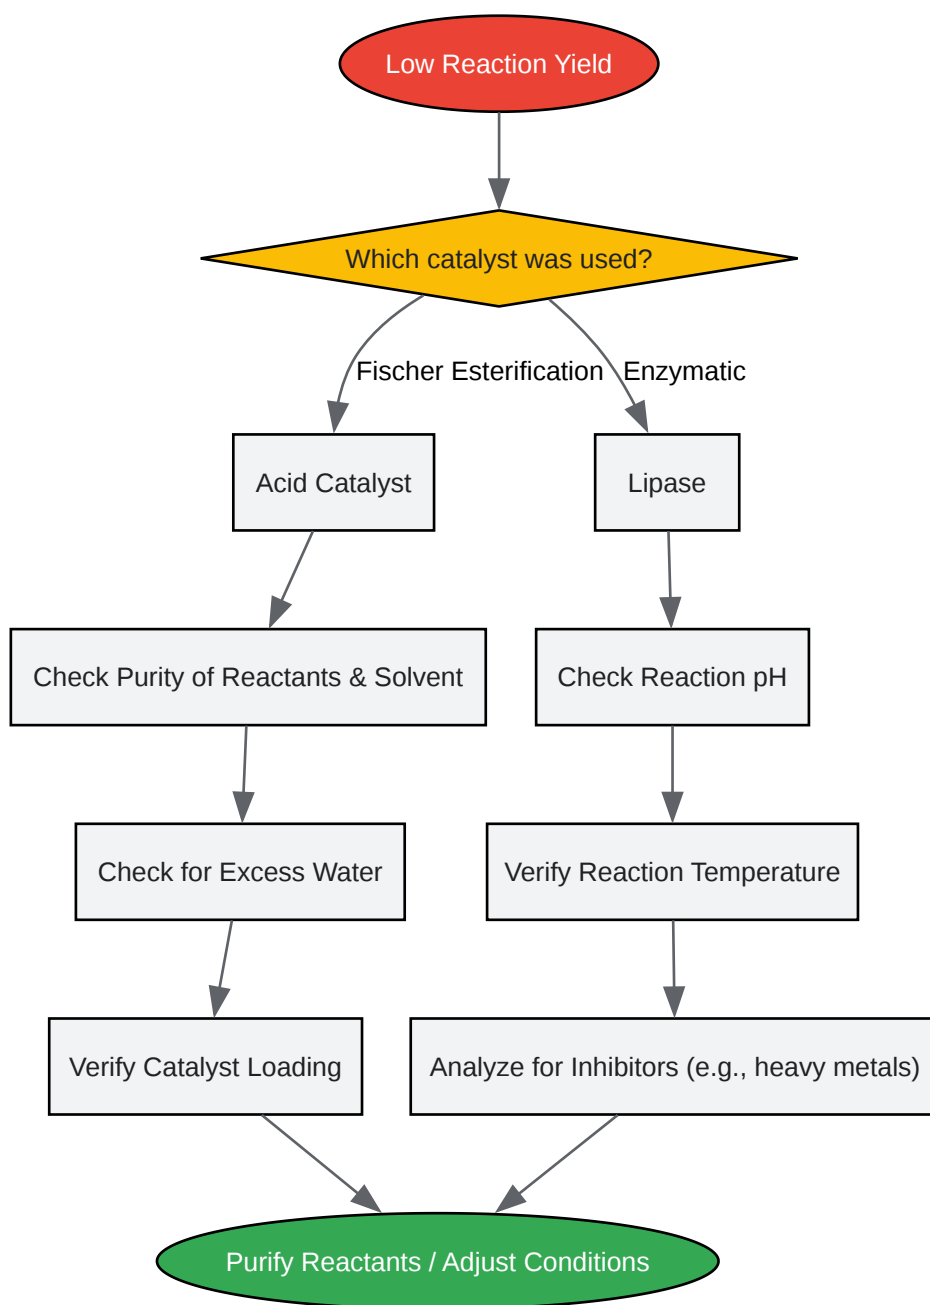 Low Reaction Yield
Which catalyst was used?
Fischer Esterification
Enzymatic
Acid Catalyst
Lipase
Check Purity of Reactants & Solvent
Check Reaction pH
Check for Excess Water
Verify Reaction Temperature
Verify Catalyst Loading
Analyze for Inhibitors (e.g., heavy metals)
Purify Reactants / Adjust Conditions